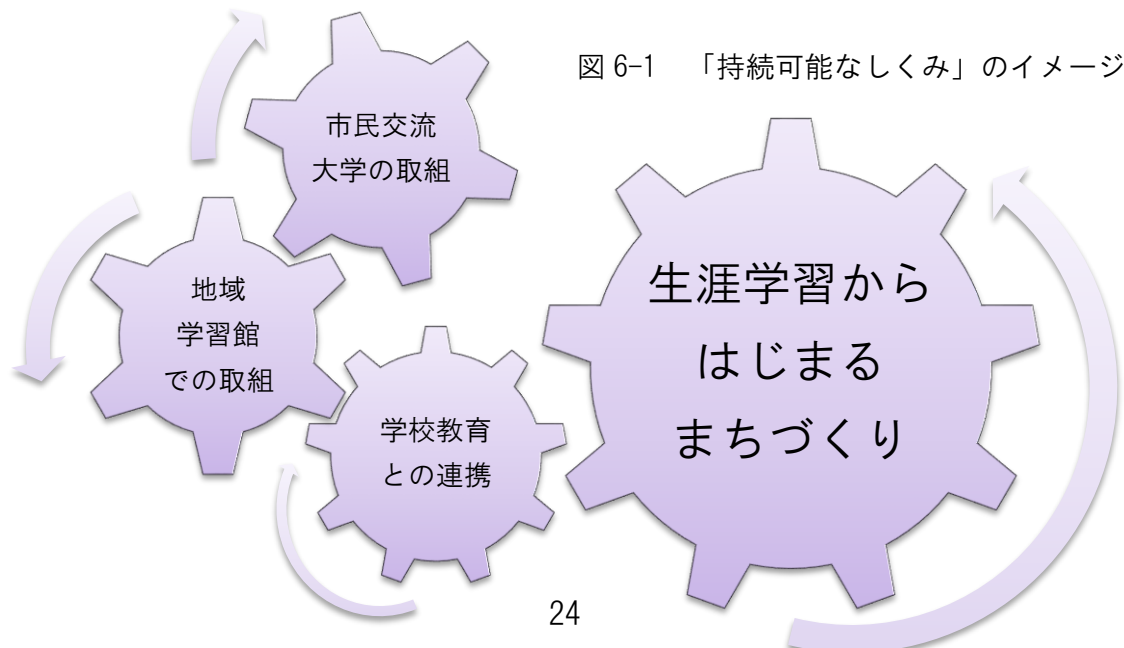 図 6-1　「持続可能なしくみ」のイメージ
市民交流
大学の取組
地域
学習館
での取組
学校教育
との連携
生涯学習から
はじまる
まちづくり
24